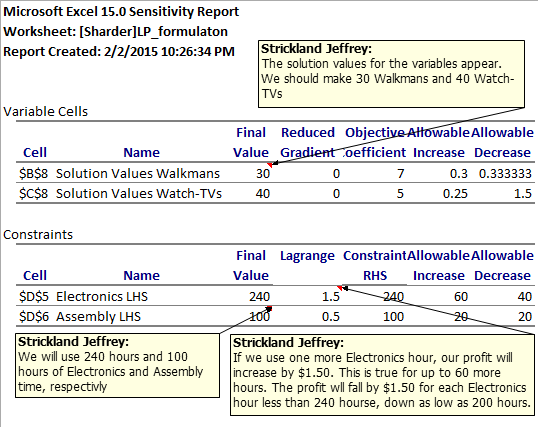 Microsoft Excel 15.0 Sensitivity Report
Worksheet: [Sharder]LP_formulaton
Report Created: 2/2/2015 10:26:34 PM
Strickland Jeffrey:
The solution values for the variables appear.
We should make 30 Walkmans and 40 Watch-
TVs
Variable Cells
Final Reduced Objective Allowable Allowable
Cell Name Value Gradient oefficient Increase Decrease
$B$8 Solution Values Walkmans 30 0 7 0.3 0.333333
$C$8 Solution Values Watch-TVs 40 0 5 0.25 1.5
Constraints
Final Lagrange Constraint Allowable Allowable
Cell Name Value RHS Increase Decrease
$D$5 Electronics LHS 240 1.5 240 60 40
$D$6 Assembly LHS 100 0.5 100 20 20
Strickland Jeffrey:
We will use 240 hours and 100
hours of Electronics and Assembly
time, respectivly
Strickland Jeffrey:
If we use one more Electronics hour, our profit will
increase by $1.50. This is true for up to 60 more
hours. The profit wll fall by $1.50 for each Electronics
hour less than 240 hourse, down as low as 200 hours.